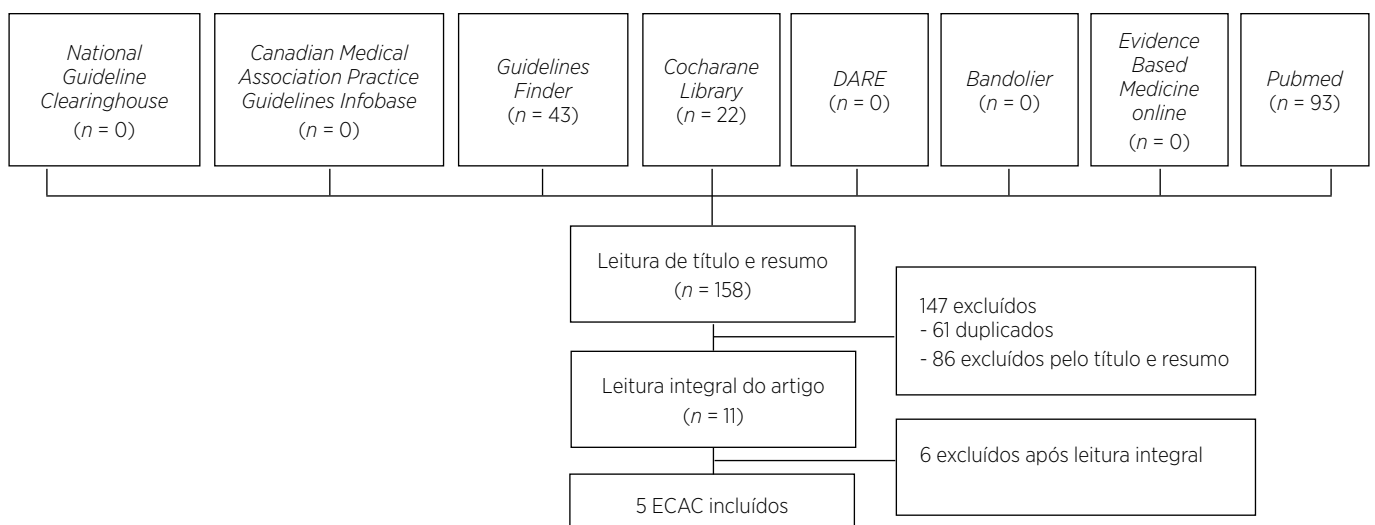 National
Guideline
Clearinghouse
(n = 0)
Canadian Medical
Association Practice
Guidelines Infobase
(n = 0)
Guidelines
Finder
(n = 43)
Cocharane
Library
(n = 22)
DARE
(n = 0)
Bandolier
(n = 0)
Evidence
Based
Medicine
online
(n = 0)
Pubmed
(n = 93)
Leitura de título e resumo
(n = 158)
147 excluídos
- 61 duplicados
- 86 excluídos pelo título e resumo
Leitura integral do artigo
(n = 11)
6 excluídos após leitura integral
5 ECAC incluídos